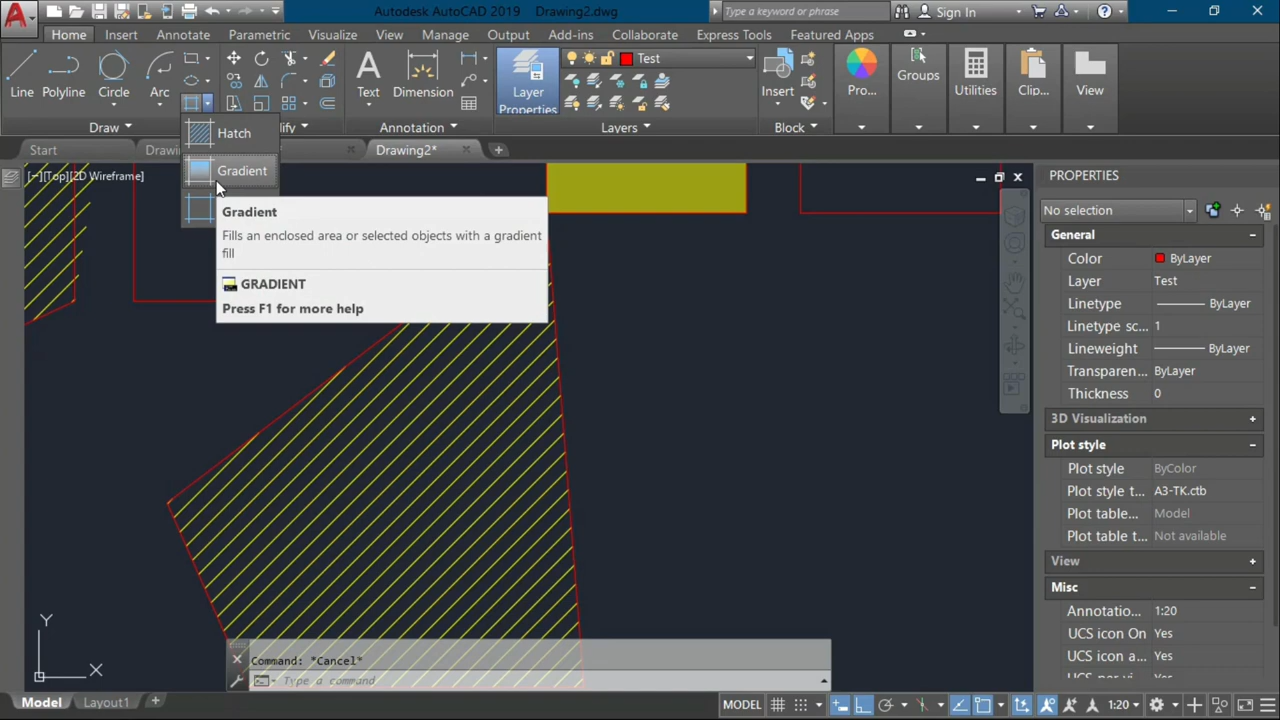 Autodesk AutoCAD 2019 Drawing2.dwg
Type a keyword or phrase
Sign In
Home Insert Annotate Parametric Visualize View Manage Output Add-ins Collaborate Express Tools Featured Apps
Line Polyline Circle Arc
Text Dimension
Layer
Properties
Test
Insert
Pro...
Groups
Utilities
Clip...
View
Draw
Annotation
Layers
Block
Start
Drawing2*
Hatch
Gradient
[−][Top][2D Wireframe]
Gradient
Fills an enclosed area or selected objects with a gradient
fill
GRADIENT
Press F1 for more help
PROPERTIES
No selection
General
Color ByLayer
Layer Test
Linetype ByLayer
Linetype sc... 1
Lineweight ByLayer
Transparen... ByLayer
Thickness 0
3D Visualization
Plot style
Plot style ByColor
Plot style t... A3-TK.ctb
Plot table... Model
Plot table t... Not available
View
Misc
Annotatio... 1:20
UCS icon On Yes
UCS icon a... Yes
Yes
Y
X
Command: *Cancel*
Type a command
Model Layout1
MODEL
1:20